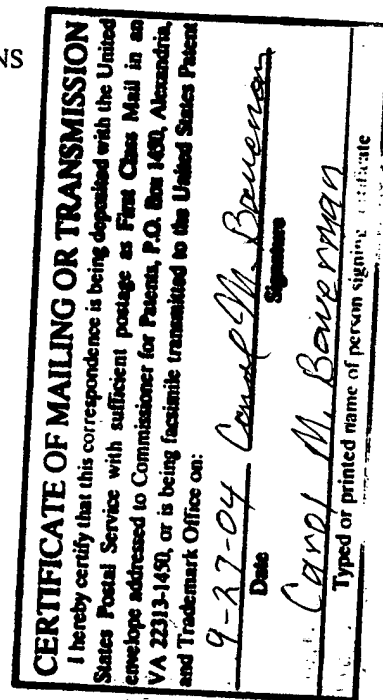 NS
CERTIFICATE OF MAILING OR TRANSMISSION
I hereby certify that this correspondence is being deposited with the United
States Postal Service with sufficient postage as First Class Mail in an
envelope addressed to Commissioner for Patents, P.O. Box 1450, Alexandria,
VA 22313-1450, or is being facsimile transmitted to the United States Patent
and Trademark Office on:
9-27-04 Carol M. Bowerman
Date Signature
Carol M. Bowerman
Typed or printed name of person signing certificate